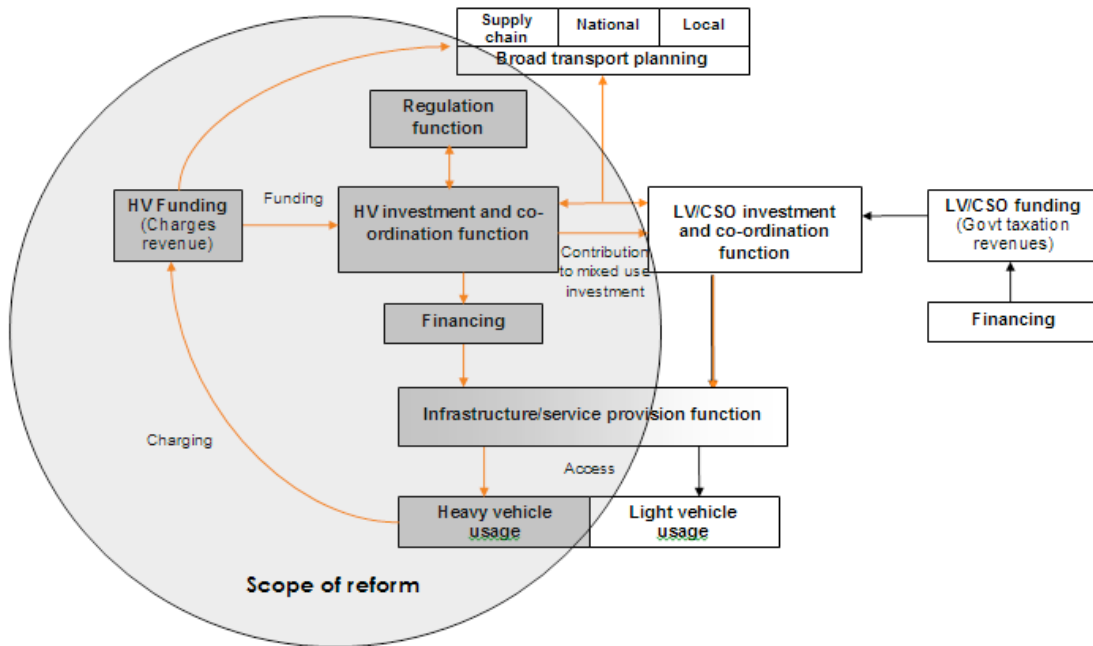 Supply
chain
National
Local
Broad transport planning
Regulation
function
HV Funding
(Charges
revenue)
Funding
HV investment and co-
ordination function
LV/CSO investment
and co-ordination
function
LV/CSO funding
(Govt taxation
revenues)
Contribution
to mixed use
investment
Financing
Financing
Infrastructure/service provision function
Charging
Access
Heavy vehicle
usage
Light vehicle
usage
Scope of reform